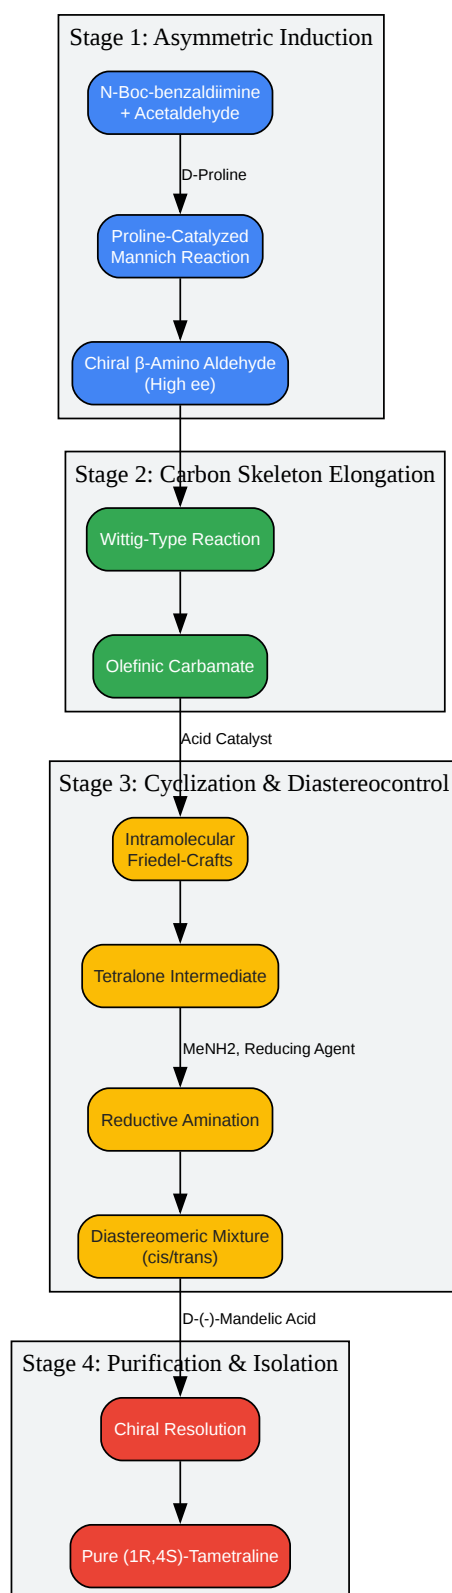 Stage 1: Asymmetric Induction
N-Boc-benzaldiimine
+ Acetaldehyde
D-Proline
Proline-Catalyzed
Mannich Reaction
Chiral β-Amino Aldehyde
(High ee)
Stage 2: Carbon Skeleton Elongation
Wittig-Type Reaction
Olefinic Carbamate
Acid Catalyst
Stage 3: Cyclization & Diastereocontrol
Intramolecular
Friedel-Crafts
Tetralone Intermediate
MeNH2, Reducing Agent
Reductive Amination
Diastereomeric Mixture
(cis/trans)
D-(-)-Mandelic Acid
Stage 4: Purification & Isolation
Chiral Resolution
Pure (1R,4S)-Tametraline